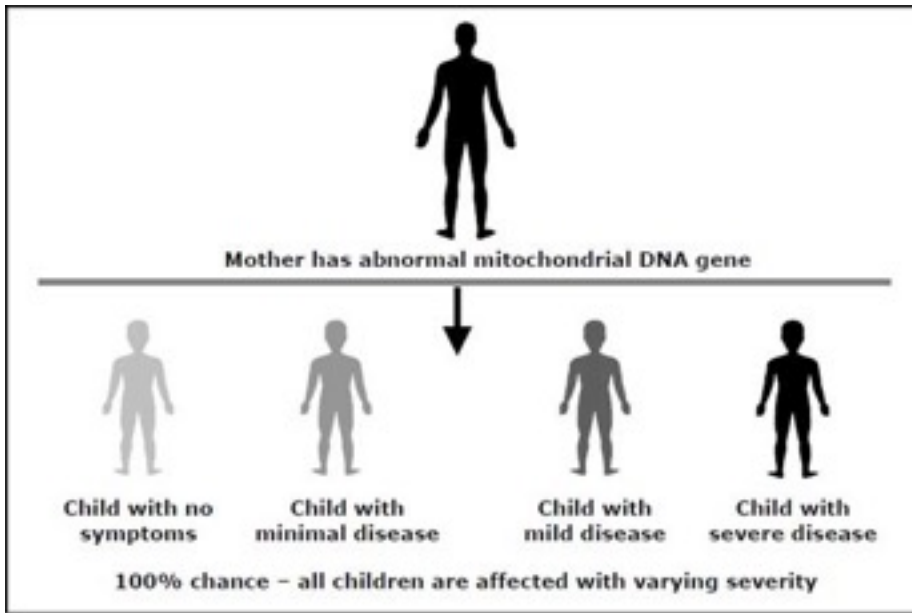 Mother has abnormal mitochondrial DNA gene
Child with no
symptoms
Child with
minimal disease
Child with
mild disease
Child with
severe disease
100% chance – all children are affected with varying severity